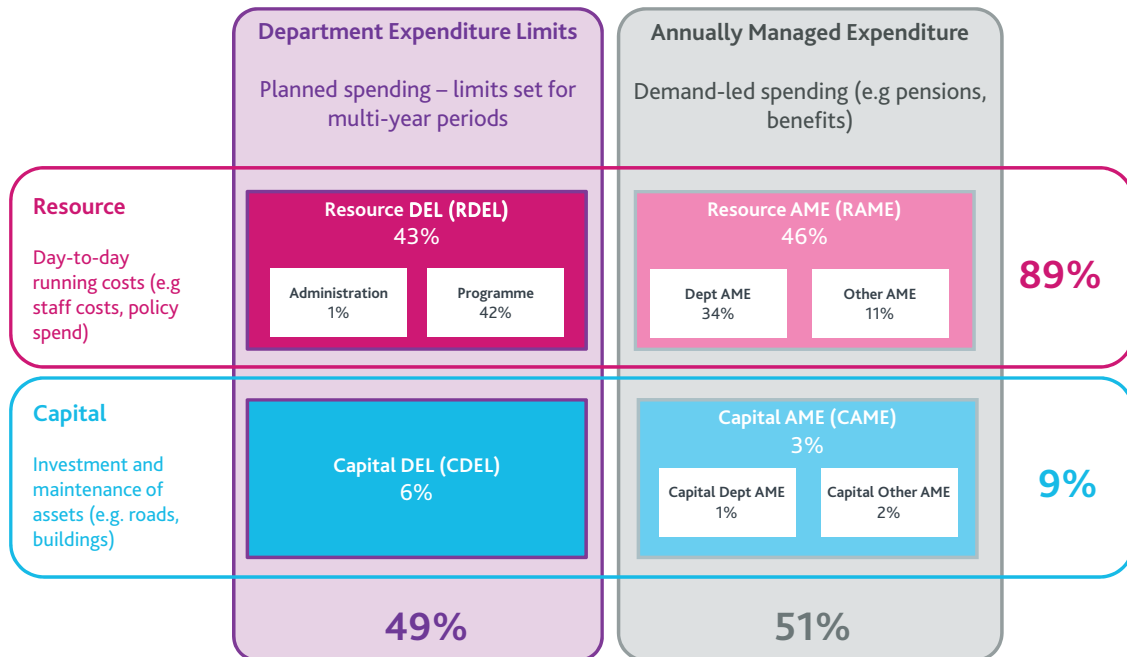 Department Expenditure Limits
Planned spending – limits set for
multi-year periods
Annually Managed Expenditure
Demand-led spending (e.g pensions,
benefits)
Resource
Day-to-day
running costs (e.g
staff costs, policy
spend)
Resource DEL (RDEL)
43%
Administration
1%
Programme
42%
Resource AME (RAME)
46%
Dept AME
34%
Other AME
11%
89%
Capital
Investment and
maintenance of
assets (e.g. roads,
buildings)
Capital DEL (CDEL)
6%
Capital AME (CAME)
3%
Capital Dept AME
1%
Capital Other AME
2%
9%
49%
51%